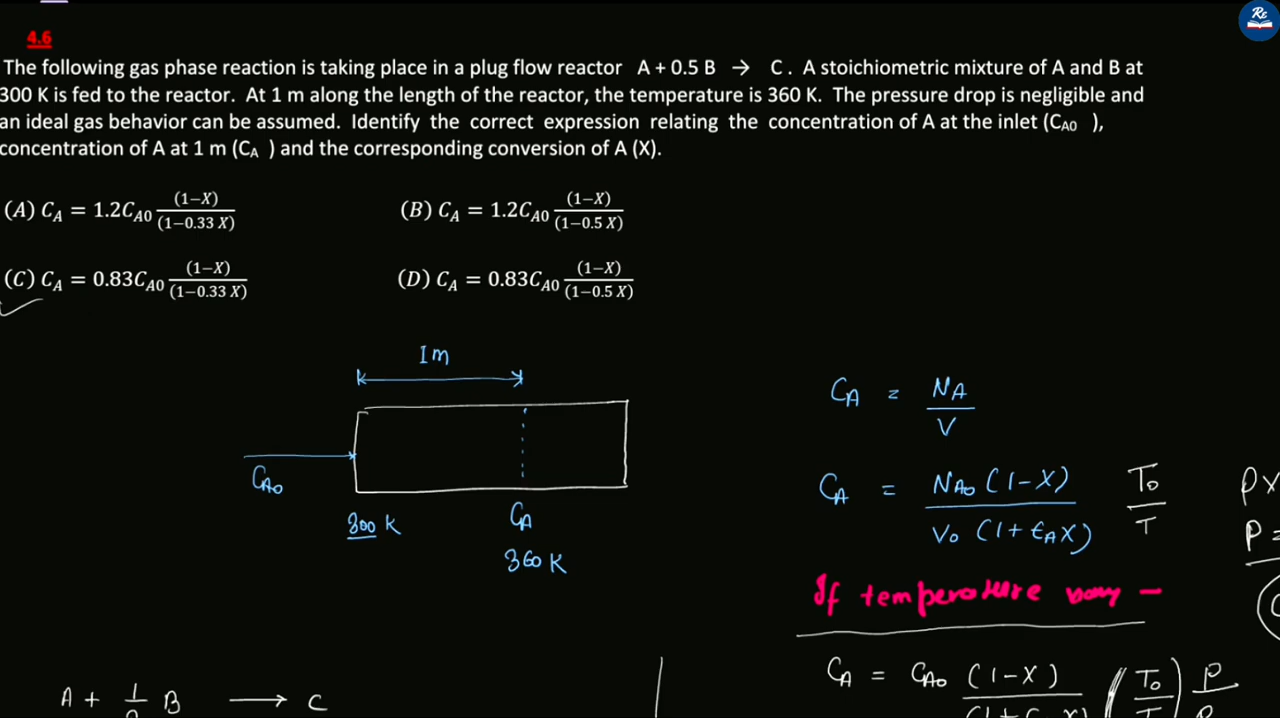 Re
4.6
The following gas phase reaction is taking place in a plug flow reactor A + 0.5 B → C . A stoichiometric mixture of A and B at
300 K is fed to the reactor. At 1 m along the length of the reactor, the temperature is 360 K. The pressure drop is negligible and
an ideal gas behavior can be assumed. Identify the correct expression relating the concentration of A at the inlet (CA0 ),
concentration of A at 1 m (CA ) and the corresponding conversion of A (X).
(A) CA = 1.2CA0 (1−X)/(1−0.33 X) (B) CA = 1.2CA0 (1−X)/(1−0.5 X)
(C) CA = 0.83CA0 (1−X)/(1−0.33 X) (D) CA = 0.83CA0 (1−X)/(1−0.5 X)
1m
CA0
300 K
CA
360 K
CA = NA/V
CA = NA0 (1-X)/V0 (1+ϵAX) T0/T
P =
If temperature vary −
CA = CA0 (1-X) (T0/T) P
A + 1 B → C